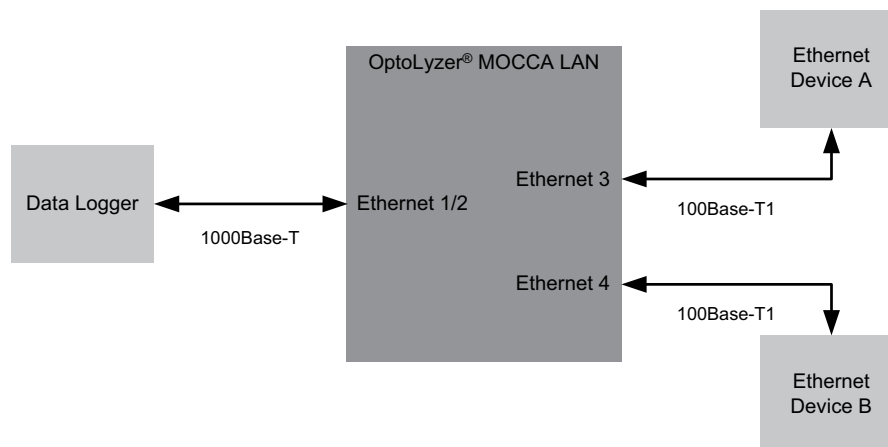 OptoLyzer® MOCCA LAN
Ethernet
Device A
Ethernet 3
100Base-T1
Data Logger
Ethernet 1/2
1000Base-T
Ethernet 4
100Base-T1
Ethernet
Device B